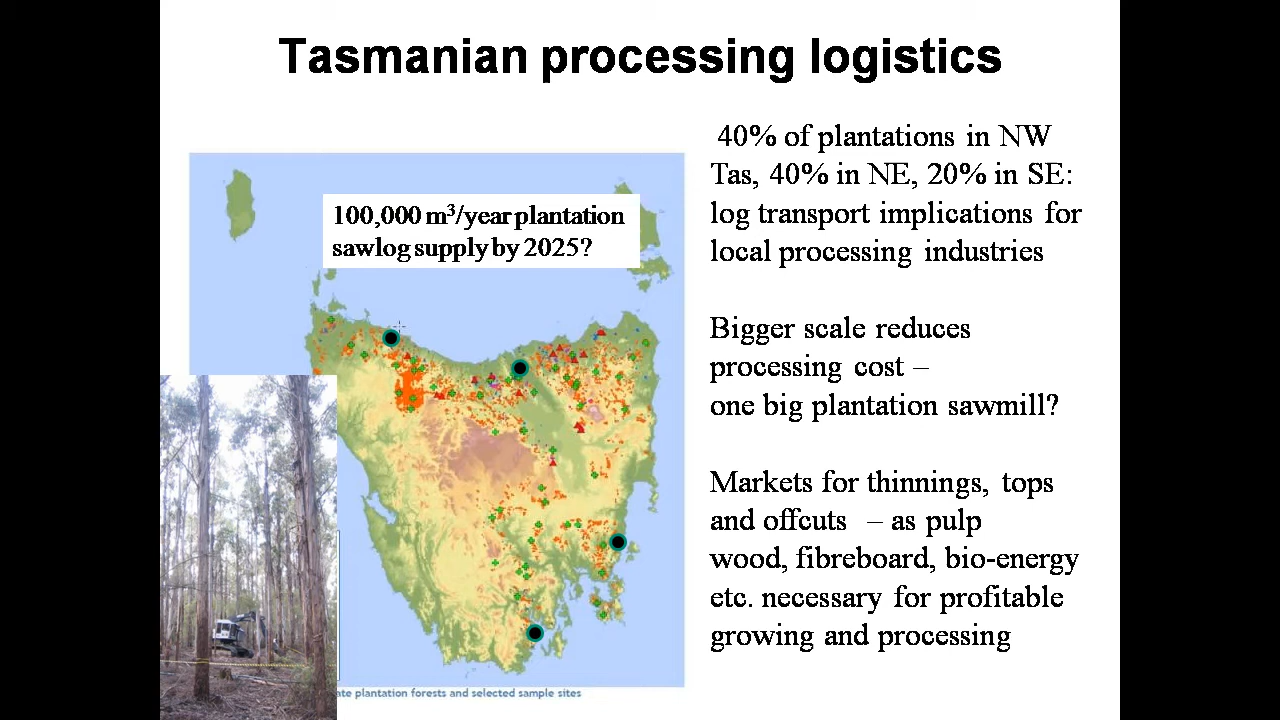 Tasmanian processing logistics
100,000 m³/year plantation
sawlog supply by 2025?
40% of plantations in NW
Tas, 40% in NE, 20% in SE:
log transport implications for
local processing industries
Bigger scale reduces
processing cost –
one big plantation sawmill?
Markets for thinnings, tops
and offcuts – as pulp
wood, fibreboard, bio-energy
etc. necessary for profitable
growing and processing
plantation forests and selected sample sites